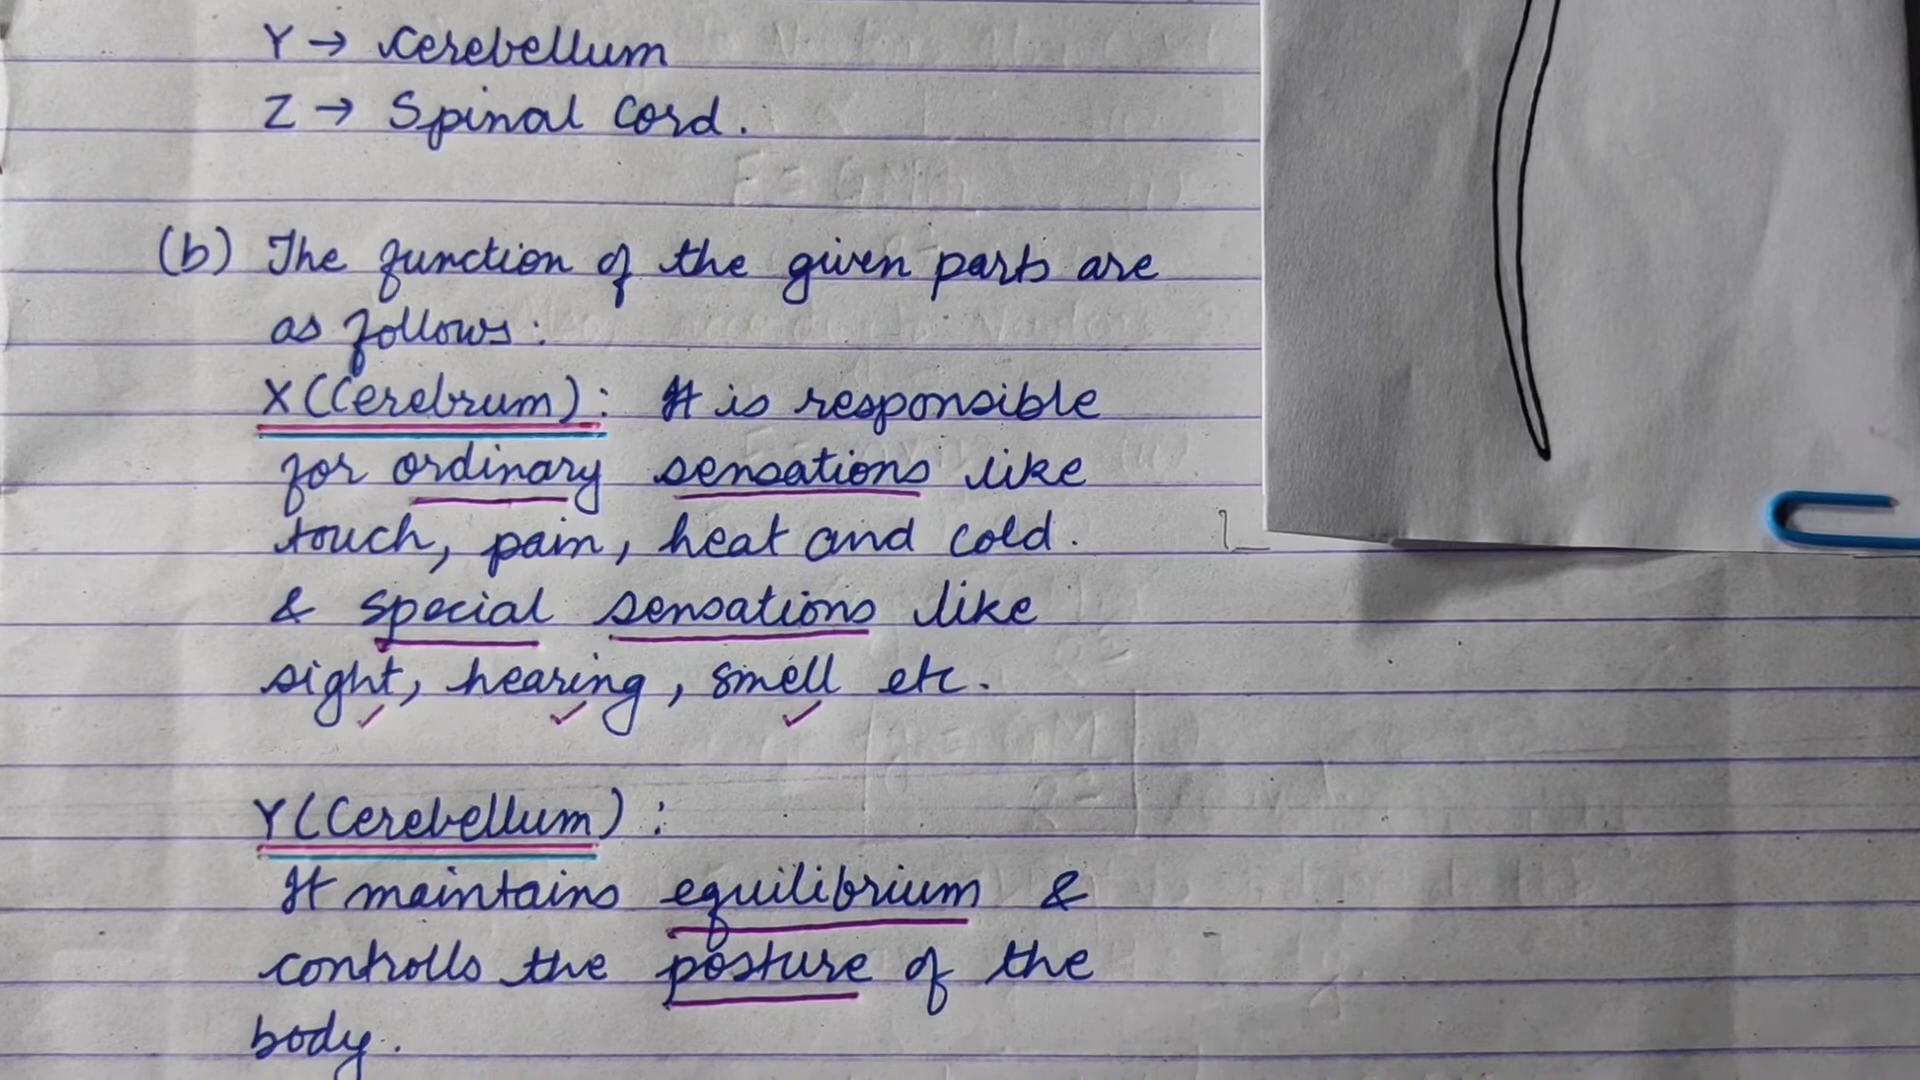 Y → Cerebellum
Z → Spinal Cord.
(b) The function of the given parts are
as follows:
X (Cerebrum): It is responsible
for ordinary sensations like
touch, pain, heat and cold.
& special sensations like
sight, hearing, smell etc.
Y (Cerebellum):
It maintains equilibrium &
controlls the posture of the
body.